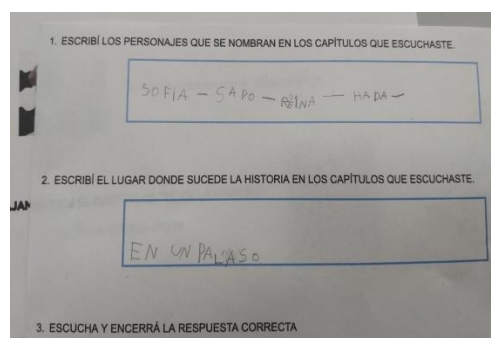 1. ESCRIBÍ LOS PERSONAJES QUE SE NOMBRAN EN LOS CAPÍTULOS QUE ESCUCHASTE.
SOFIA — SAPO — REINA — HADA —
2. ESCRIBÍ EL LUGAR DONDE SUCEDE LA HISTORIA EN LOS CAPÍTULOS QUE ESCUCHASTE.
JAN
EN UN PALASO
3. ESCUCHA Y ENCERRÁ LA RESPUESTA CORRECTA